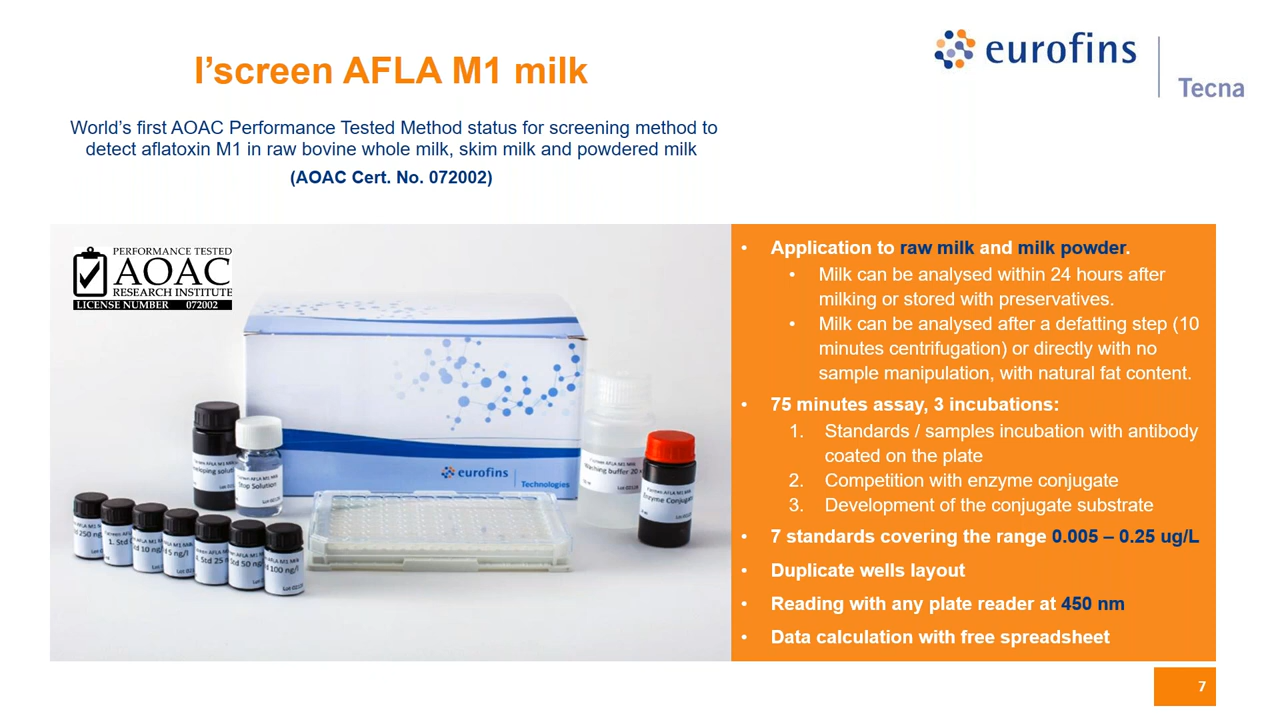 I'screen AFLA M1 milk
eurofins
Tecna
World's first AOAC Performance Tested Method status for screening method to
detect aflatoxin M1 in raw bovine whole milk, skim milk and powdered milk
(AOAC Cert. No. 072002)
PERFORMANCE TESTED
AOAC
RESEARCH INSTITUTE
LICENSE NUMBER 072002
eurofins
Technologies
Stop Solution
Washing buffer 20 x
Enzyme Conjugate
250 ng/
1. Std
10 ng/
5 ng/l
Std 25 n
Std 50 ng/
100 ng/l
• Application to raw milk and milk powder.
• Milk can be analysed within 24 hours after
milking or stored with preservatives.
• Milk can be analysed after a defatting step (10
minutes centrifugation) or directly with no
sample manipulation, with natural fat content.
• 75 minutes assay, 3 incubations:
1. Standards / samples incubation with antibody
coated on the plate
2. Competition with enzyme conjugate
3. Development of the conjugate substrate
• 7 standards covering the range 0.005 – 0.25 ug/L
• Duplicate wells layout
• Reading with any plate reader at 450 nm
• Data calculation with free spreadsheet
7